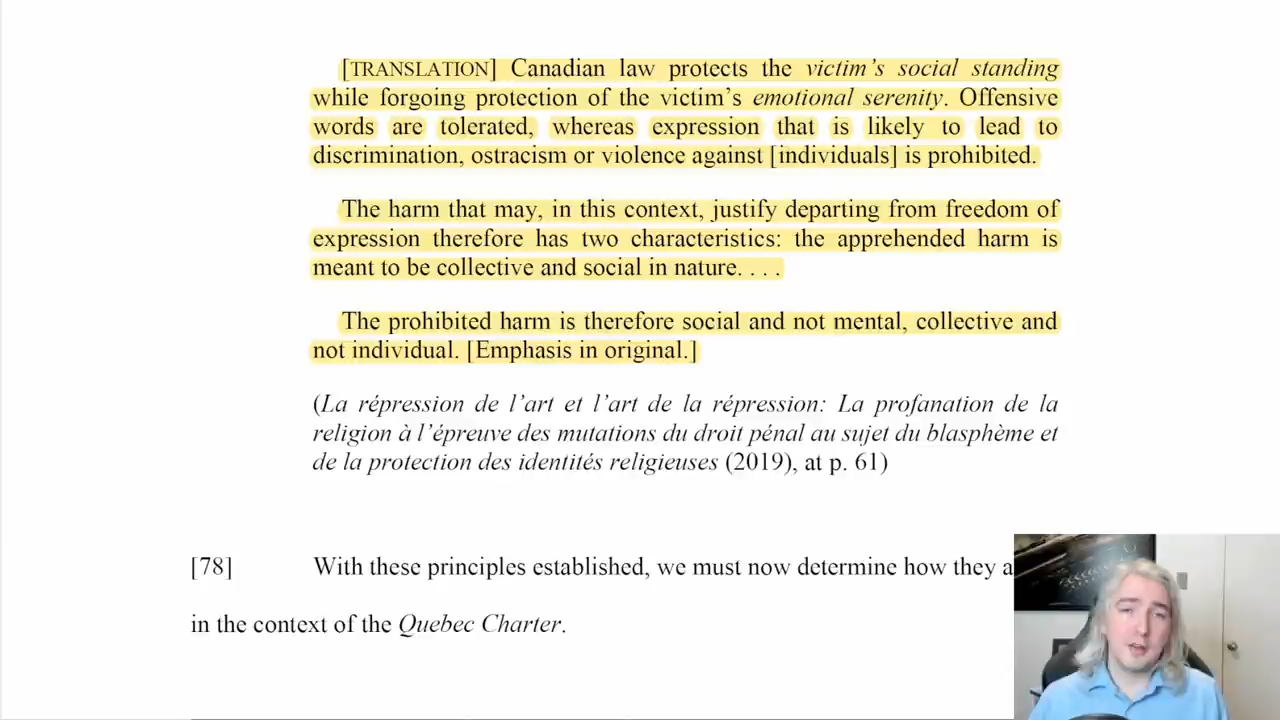 [TRANSLATION] Canadian law protects the victim's social standing
while forgoing protection of the victim's emotional serenity. Offensive
words are tolerated, whereas expression that is likely to lead to
discrimination, ostracism or violence against [individuals] is prohibited.
The harm that may, in this context, justify departing from freedom of
expression therefore has two characteristics: the apprehended harm is
meant to be collective and social in nature. . . .
The prohibited harm is therefore social and not mental, collective and
not individual. [Emphasis in original.]
(La répression de l'art et l'art de la répression: La profanation de la
religion à l'épreuve des mutations du droit pénal au sujet du blasphème et
de la protection des identités religieuses (2019), at p. 61)
[78] With these principles established, we must now determine how they
in the context of the Quebec Charter.